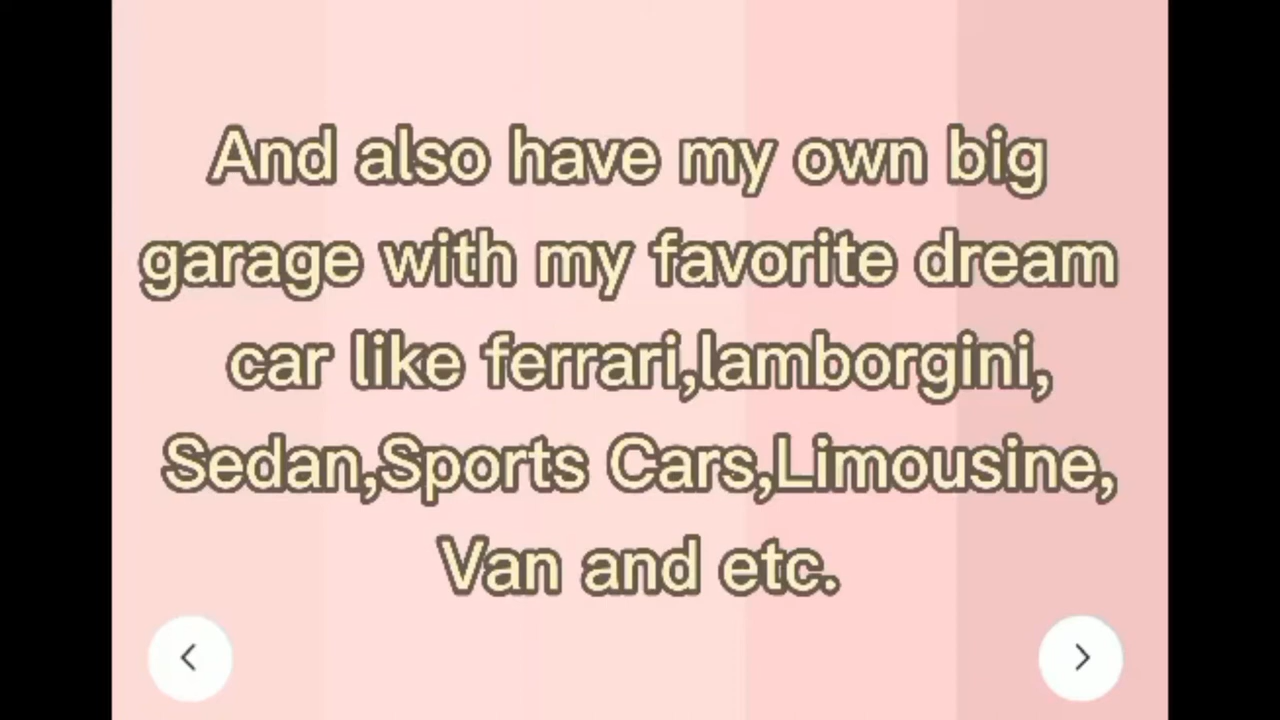 And also have my own big
garage with my favorite dream
car like ferrari,lamborgini,
Sedan,Sports Cars,Limousine,
Van and etc.